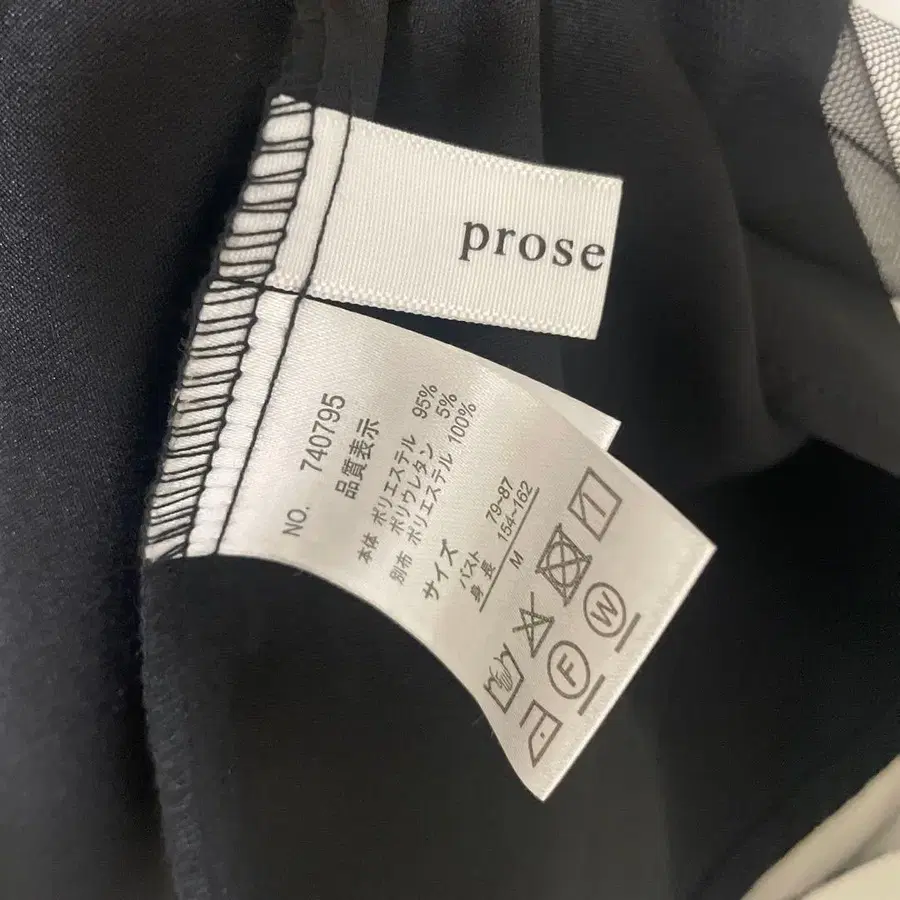 prose
NO. 740795
品質表示
本体 ポリエステル 95%
ポリウレタン 5%
別布 ポリエステル 100%
サイズ
バスト 79~87
身長 154~162
M
F W